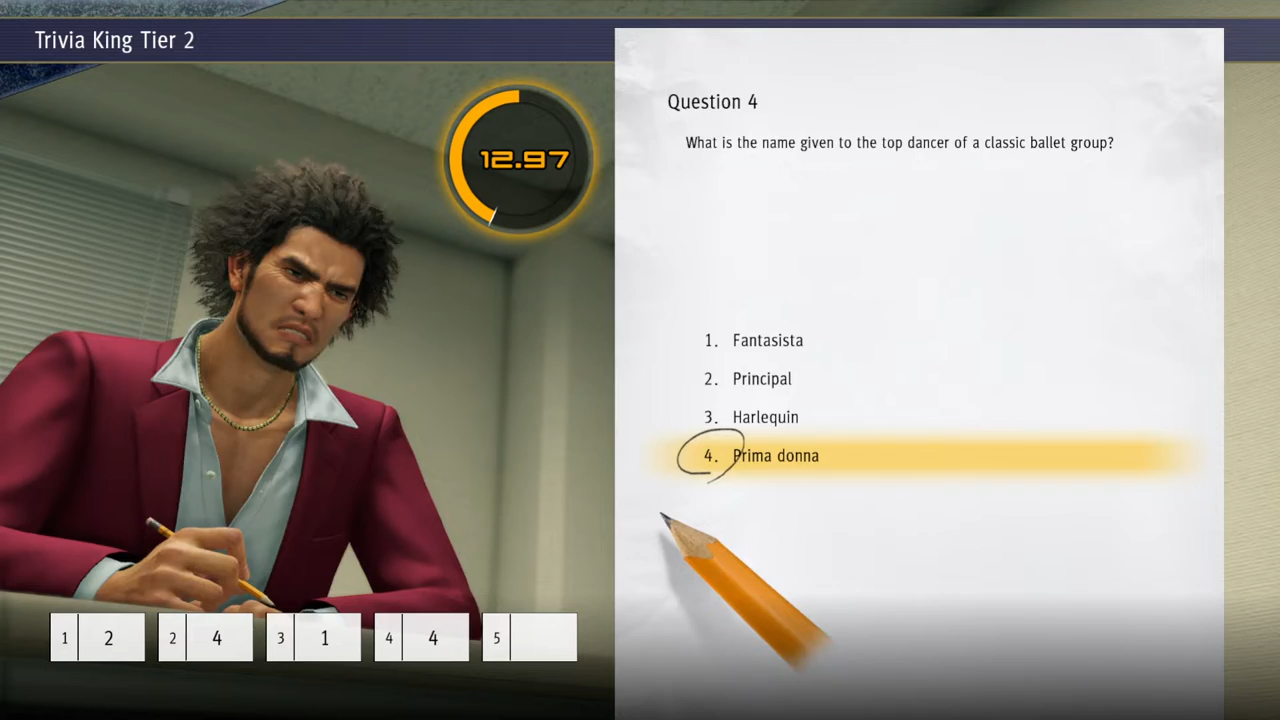 Trivia King Tier 2
12.97
Question 4
What is the name given to the top dancer of a classic ballet group?
1. Fantasista
2. Principal
3. Harlequin
4. Prima donna
1 2 2 4 3 1 4 4 5